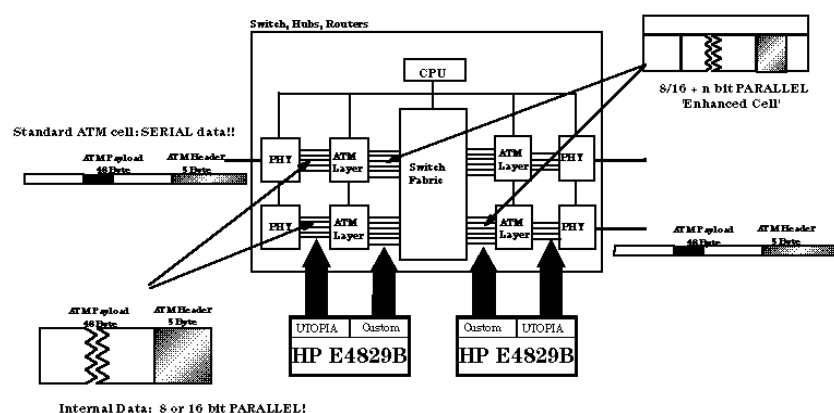 Switch, Hubs, Routers
CPU
8/16 + n bit PARALLEL
'Enhanced Cell'
Standard ATM cell: SERIAL data!!
ATM Payload
48 Byte
ATM Header
5 Byte
PHY
ATM
Layer
Switch
Fabric
ATM
Layer
PHY
PHY
ATM
Layer
ATM
Layer
PHY
ATM Payload
48 Byte
ATM Header
5 Byte
ATM Payload
48 Byte
ATM Header
5 Byte
UTOPIA
Custom
HP E4829B
Custom
UTOPIA
HP E4829B
Internal Data: 8 or 16 bit PARALLEL!